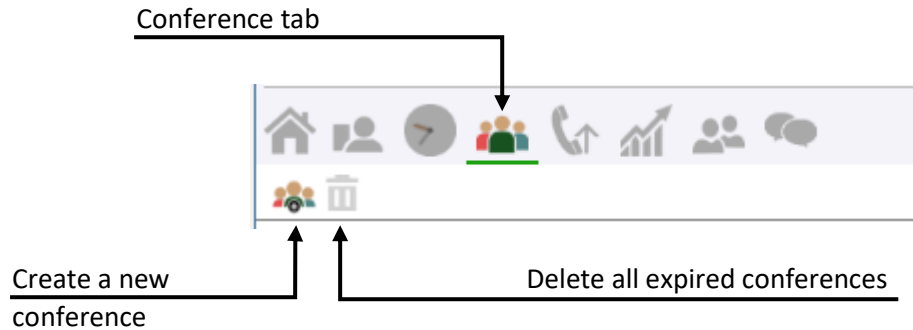 Conference tab
Create a new
conference
Delete all expired conferences